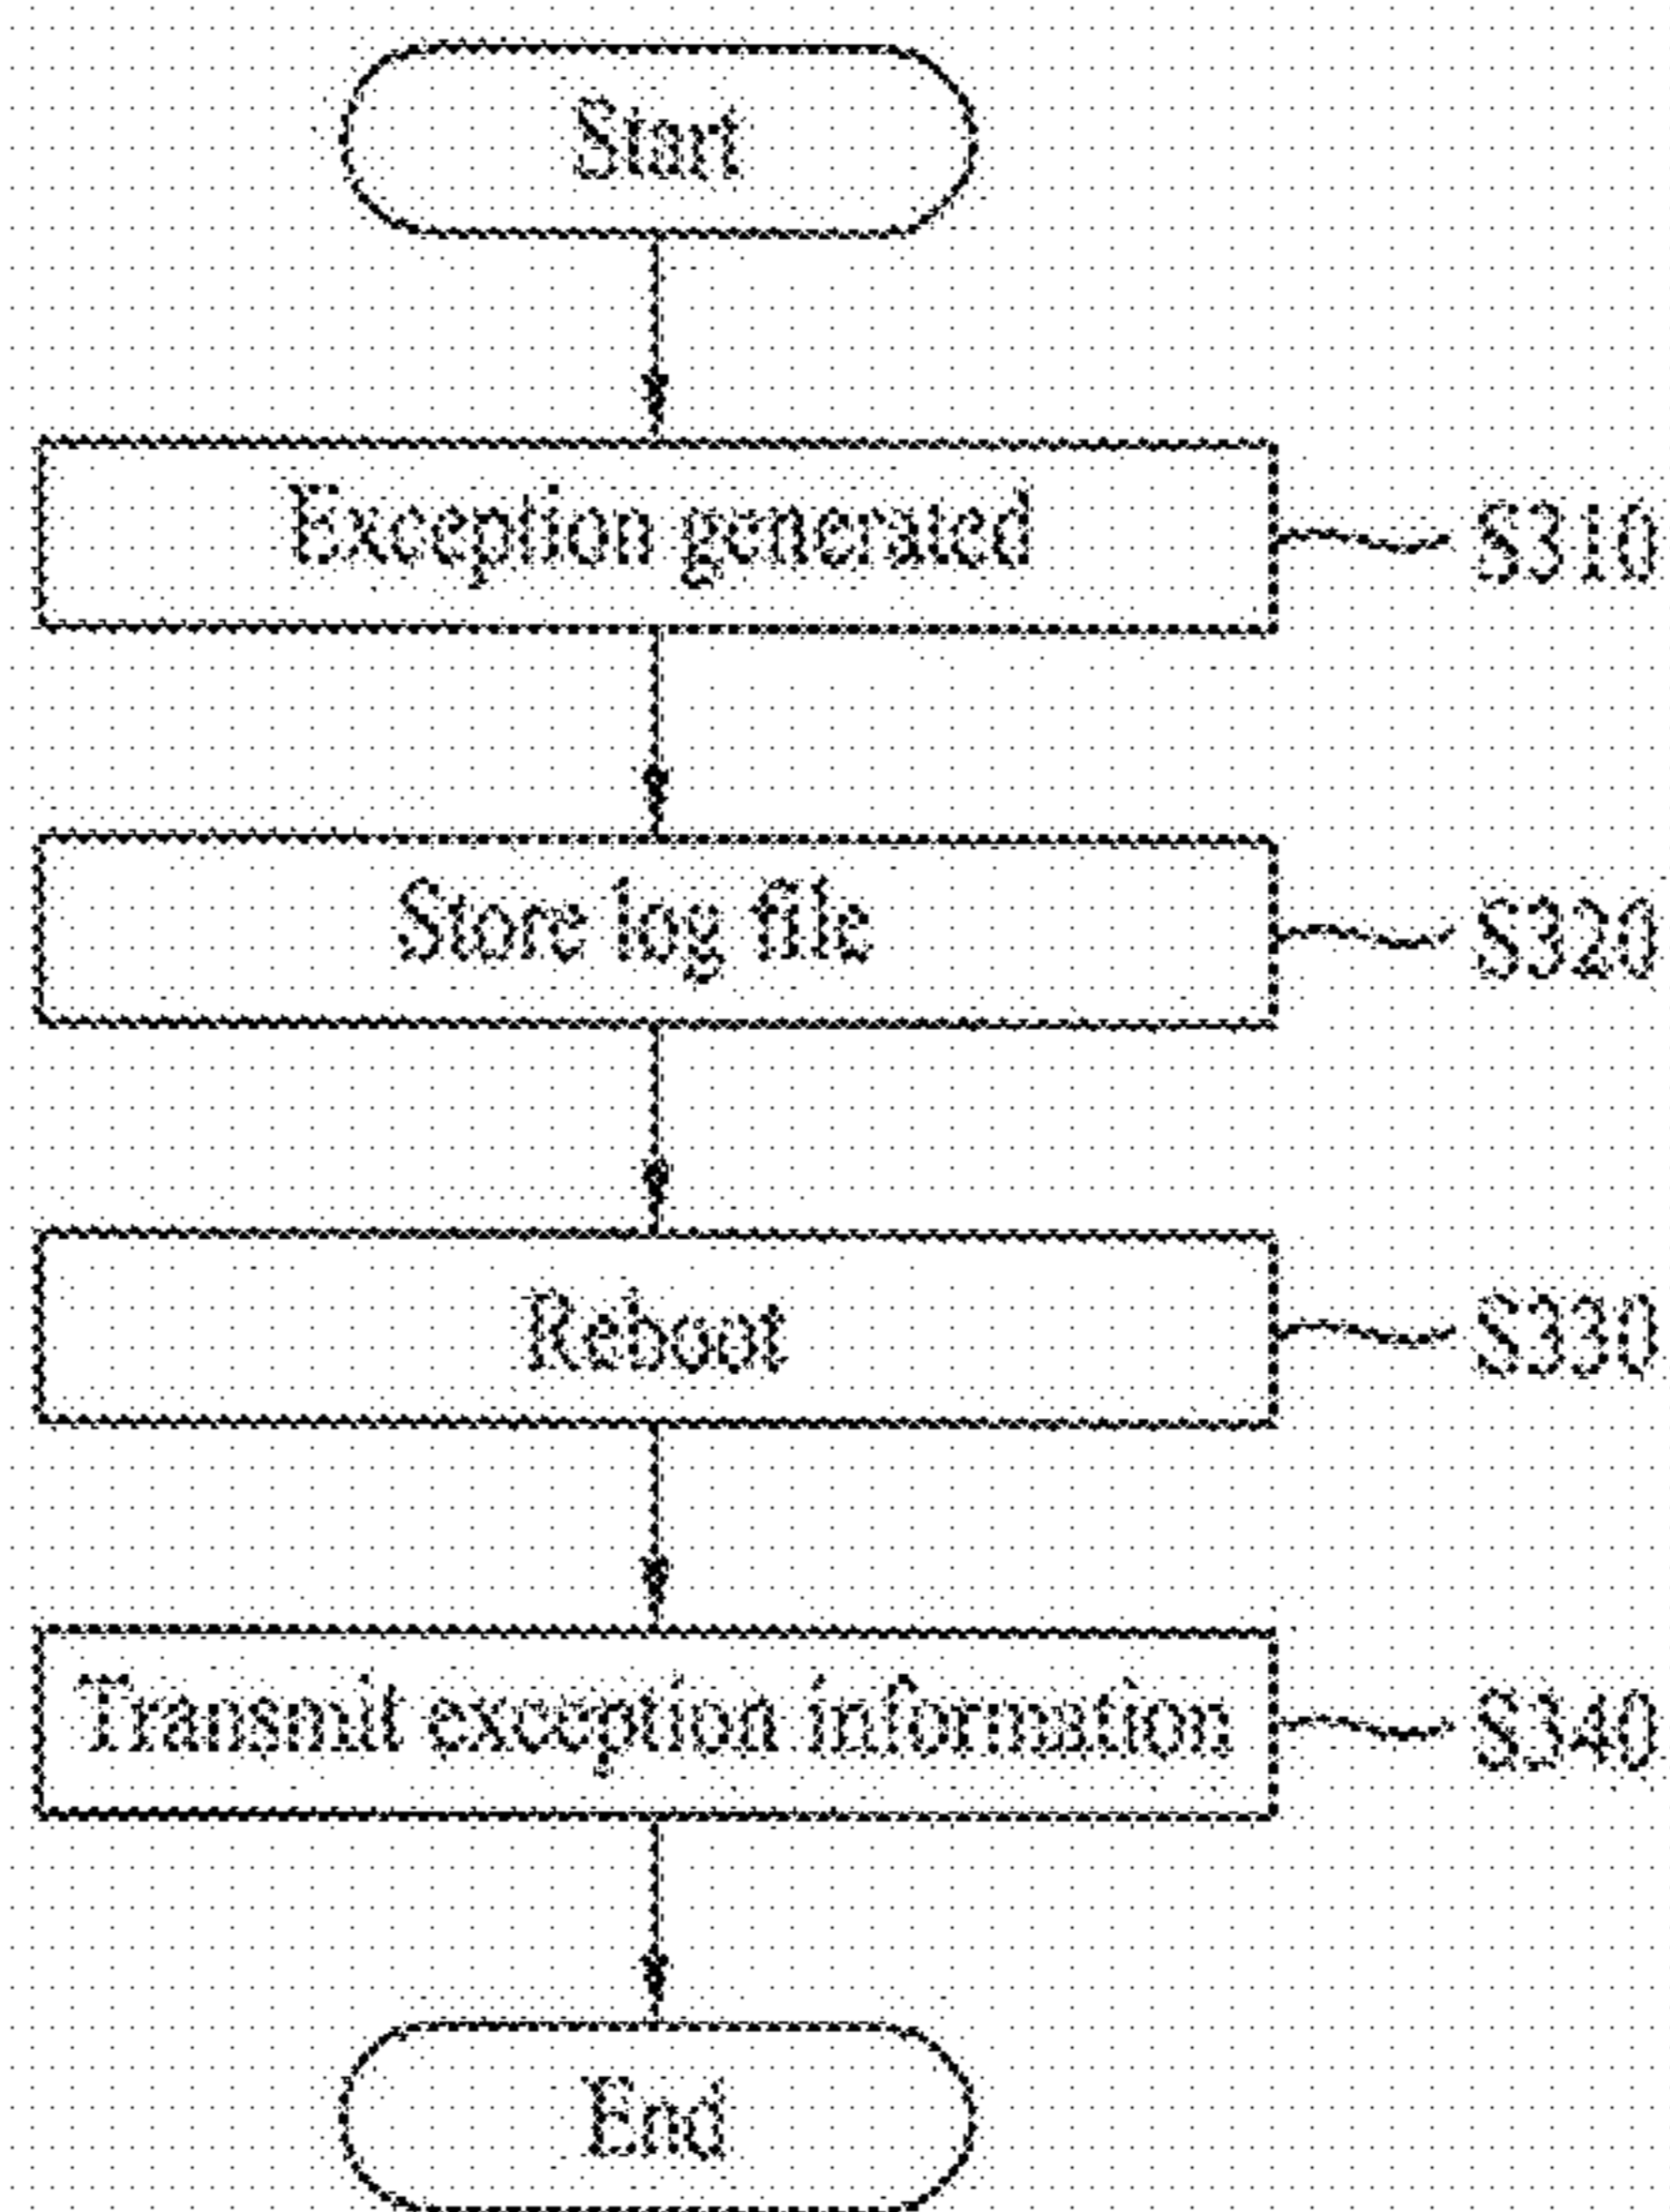 Start
Exception generated
S310
Store log file
S320
Reboot
S330
Transmit exception information
S340
End